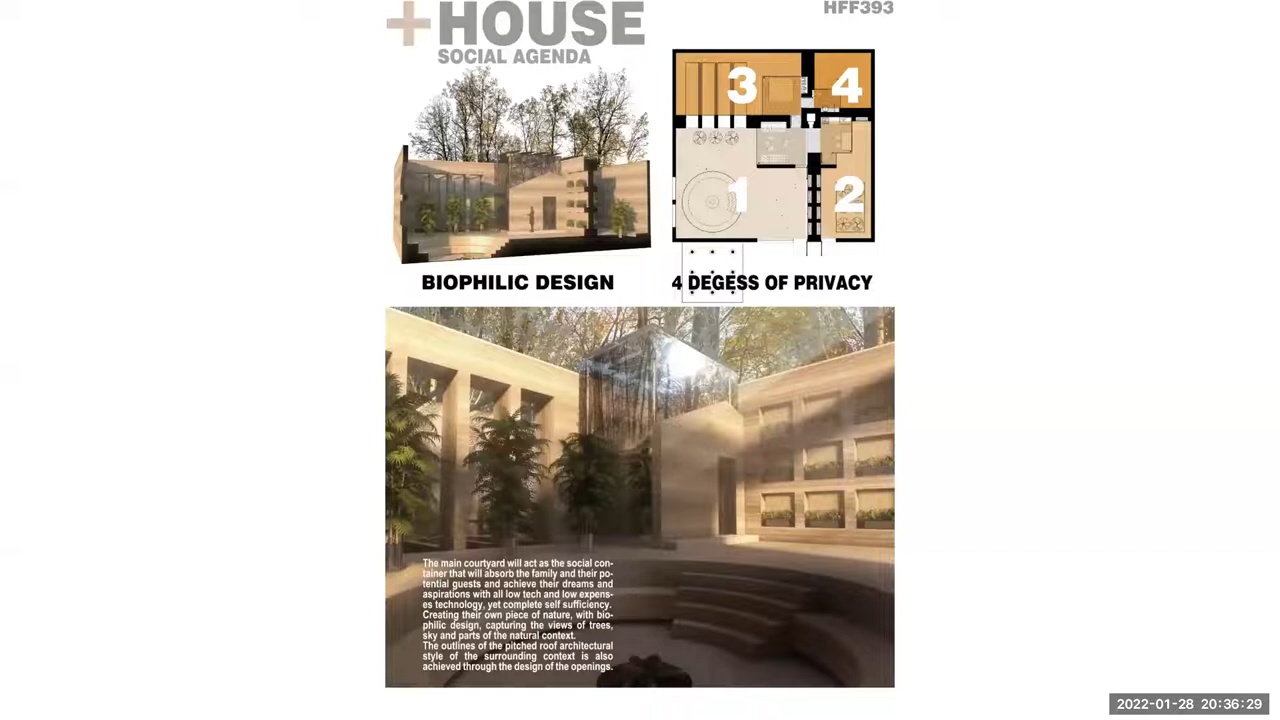 +HOUSE
HFF393
SOCIAL AGENDA
3
4
1
2
BIOPHILIC DESIGN
4 DEGESS OF PRIVACY
The main courtyard will act as the social con-
tainer that will absorb the family and their po-
tential guests and achieve their dreams and
aspirations with all low tech and low expens-
es technology, yet complete self sufficiency.
Creating their own piece of nature, with bio-
philic design, capturing the views of trees,
sky and parts of the natural context.
The outlines of the pitched roof architectural
style of the surrounding context is also
achieved through the design of the openings.
2022-01-28 20:36:29